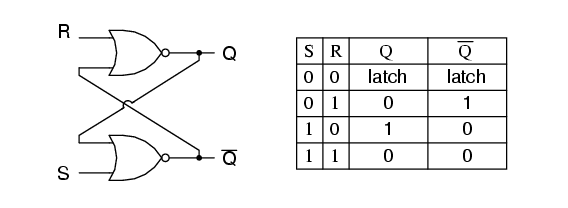 R
Q
Q̅
S
S R Q Q̅
0 0 latch latch
0 1 0 1
1 0 1 0
1 1 0 0